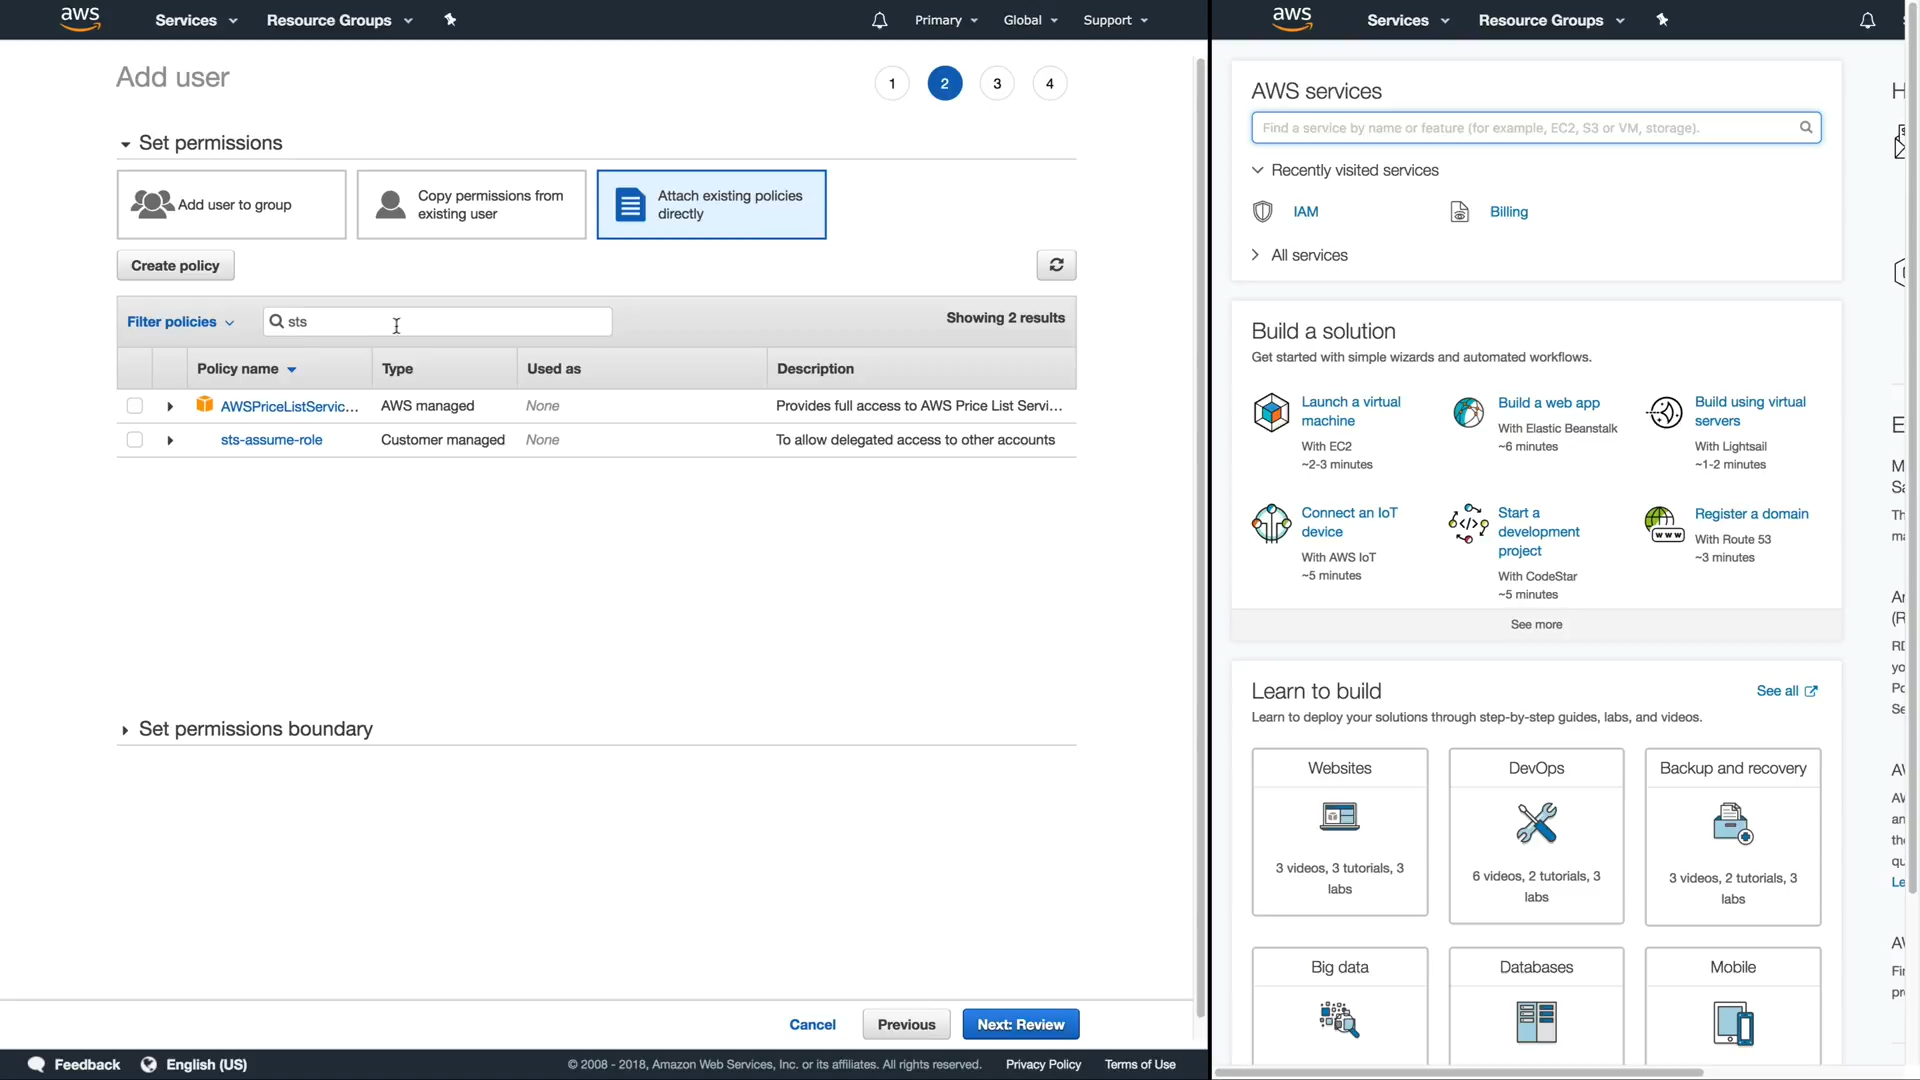 aws
Services
Resource Groups
Primary
Global
Support
Add user
1
2
3
4
Set permissions
Add user to group
Copy permissions from
existing user
Attach existing policies
directly
Create policy
Filter policies
sts
Showing 2 results
Policy name
Type
Used as
Description
AWSPriceListServic...
AWS managed
None
Provides full access to AWS Price List Servi...
sts-assume-role
Customer managed
None
To allow delegated access to other accounts
Set permissions boundary
Cancel
Previous
Next: Review
Feedback
English (US)
© 2008 - 2018, Amazon Web Services, Inc. or its affiliates. All rights reserved.
Privacy Policy
Terms of Use
aws
Services
Resource Groups
AWS services
Find a service by name or feature (for example, EC2, S3 or VM, storage).
Recently visited services
IAM
Billing
All services
Build a solution
Get started with simple wizards and automated workflows.
Launch a virtual
machine
With EC2
~2-3 minutes
Build a web app
With Elastic Beanstalk
~6 minutes
Build using virtual
servers
With Lightsail
~1-2 minutes
Connect an IoT
device
With AWS IoT
~5 minutes
Start a
development
project
With CodeStar
~5 minutes
Register a domain
With Route 53
~3 minutes
See more
Learn to build
See all
Learn to deploy your solutions through step-by-step guides, labs, and videos.
Websites
3 videos, 3 tutorials, 3
labs
DevOps
6 videos, 2 tutorials, 3
labs
Backup and recovery
3 videos, 2 tutorials, 3
labs
Big data
Databases
Mobile